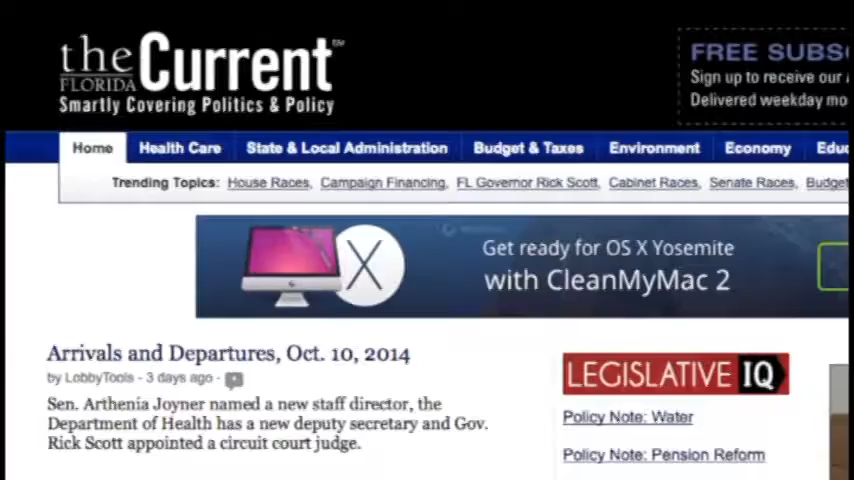 the Current
FLORIDA
Smartly Covering Politics & Policy
FREE SUBS
Sign up to receive our
Delivered weekday mo
Home Health Care State & Local Administration Budget & Taxes Environment Economy Edu
Trending Topics: House Races, Campaign Financing, FL Governor Rick Scott, Cabinet Races, Senate Races, Budget
Get ready for OS X Yosemite
with CleanMyMac 2
Arrivals and Departures, Oct. 10, 2014
by LobbyTools - 3 days ago -
Sen. Arthenia Joyner named a new staff director, the
Department of Health has a new deputy secretary and Gov.
Rick Scott appointed a circuit court judge.
LEGISLATIVE IQ
Policy Note: Water
Policy Note: Pension Reform